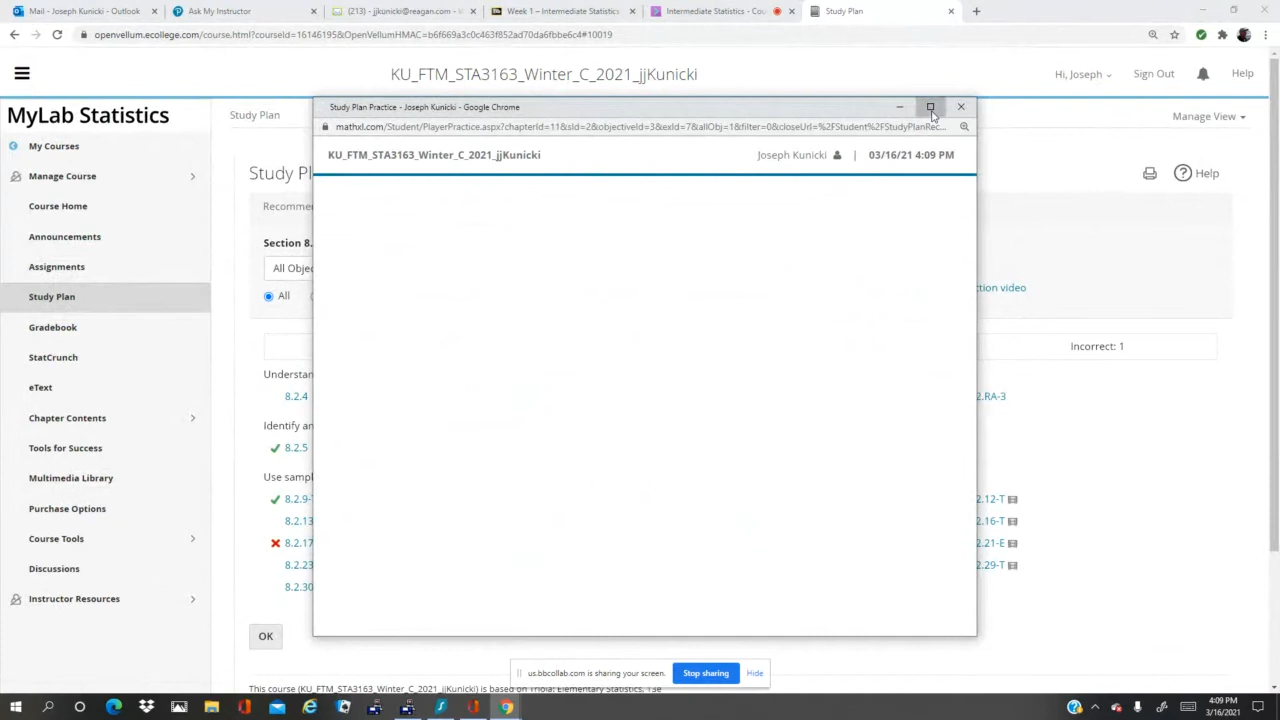 Mail - Joseph Kunicki - Outlook
Ask My Instructor
(213) - jjkunicki@reagan.com - 
Week 1 – Intermediate Statistics
Intermediate Statistics - Cou
Study Plan
openvellum.ecollege.com/course.html?courseId=16146195&OpenVellumHMAC=b6f669a3c0c463f852ad70da6fbbe6c4#10019
KU_FTM_STA3163_Winter_C_2021_jjKunicki
Hi, Joseph
Sign Out
Help
MyLab Statistics
Study Plan
Manage View
My Courses
Manage Course
Course Home
Announcements
Assignments
Study Plan
Gradebook
StatCrunch
eText
Chapter Contents
Tools for Success
Multimedia Library
Purchase Options
Course Tools
Discussions
Instructor Resources
Study Pl
Help
Recomme
Section 8.
All Objec
All
ction video
Incorrect: 1
Understan
8.2.4
2.RA-3
Identify an
8.2.5
Use sampl
8.2.9-
2.12-T
8.2.13
2.16-T
8.2.17
2.21-E
8.2.23
2.29-T
8.2.30
OK
Study Plan Practice - Joseph Kunicki - Google Chrome
mathxl.com/Student/PlayerPractice.aspx?chapterId=11&sId=2&objectiveId=3&exId=7&allObj=1&filter=0&closeUrl=%2FStudent%2FStudyPlanRec...
KU_FTM_STA3163_Winter_C_2021_jjKunicki
Joseph Kunicki | 03/16/21 4:09 PM
us.bbcollab.com is sharing your screen.
Stop sharing
Hide
This course (KU_FTM_STA3163_Winter_C_2021_jjKunicki) is based on Triola: Elementary Statistics, 13e
4:09 PM
3/16/2021